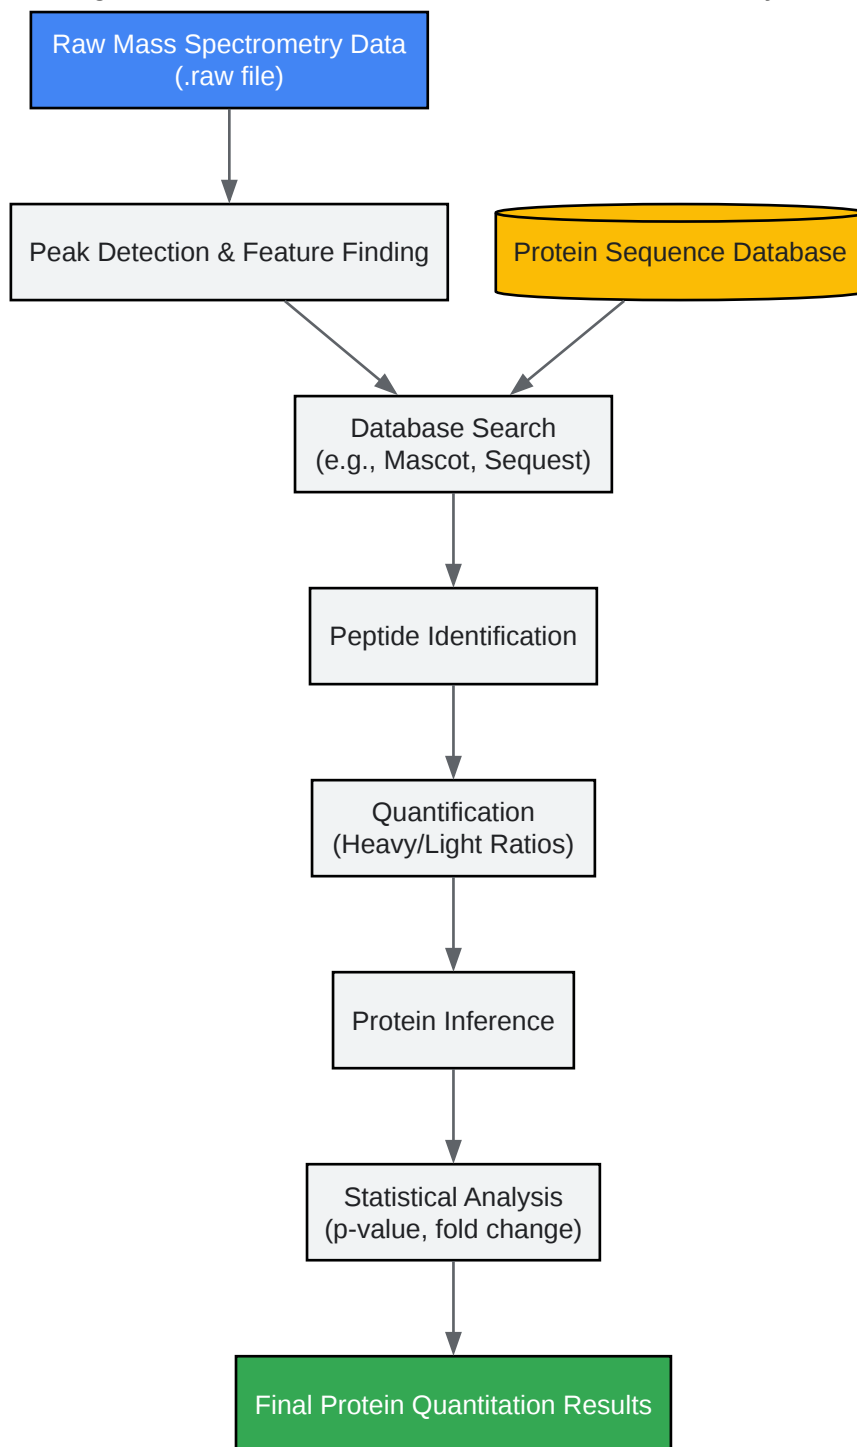 Raw Mass Spectrometry Data
(.raw file)
Peak Detection & Feature Finding
Protein Sequence Database
Database Search
(e.g., Mascot, Sequest)
Peptide Identification
Quantification
(Heavy/Light Ratios)
Protein Inference
Statistical Analysis
(p-value, fold change)
Final Protein Quantitation Results